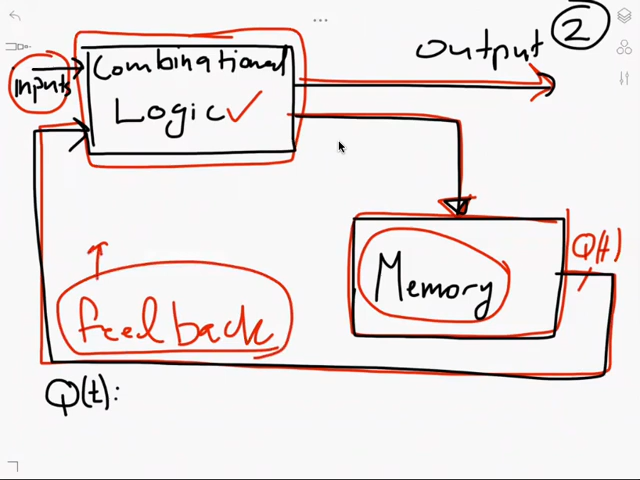 output
2
inputs
Combinational
Logic
Q(t)
Memory
feedback
Q(t):